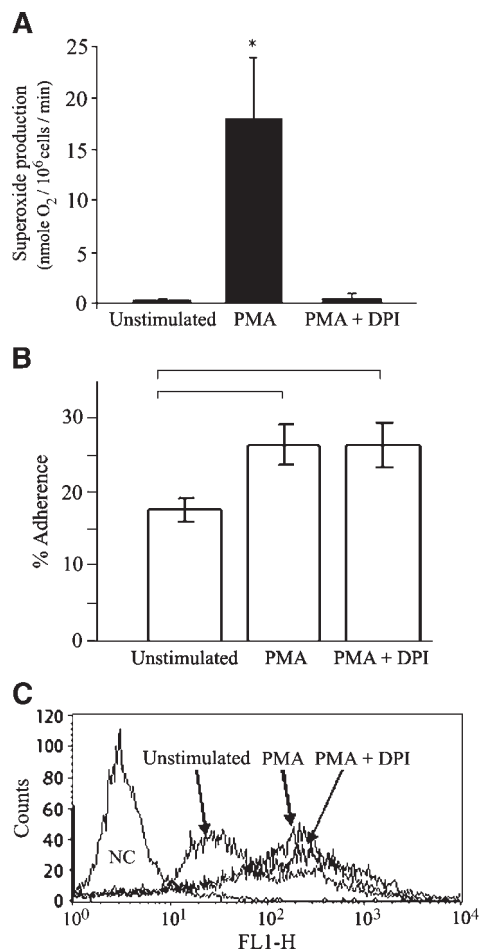 A
Superoxide production
(nmole O2 / 10^6 cells / min)
25
20
15
10
5
0
*
Unstimulated PMA PMA + DPI
B
% Adherence
30
20
10
0
Unstimulated PMA PMA + DPI
C
Counts
120
100
80
60
40
20
0
Unstimulated PMA PMA + DPI
NC
10^0 10^1 10^2 10^3 10^4
FL1-H